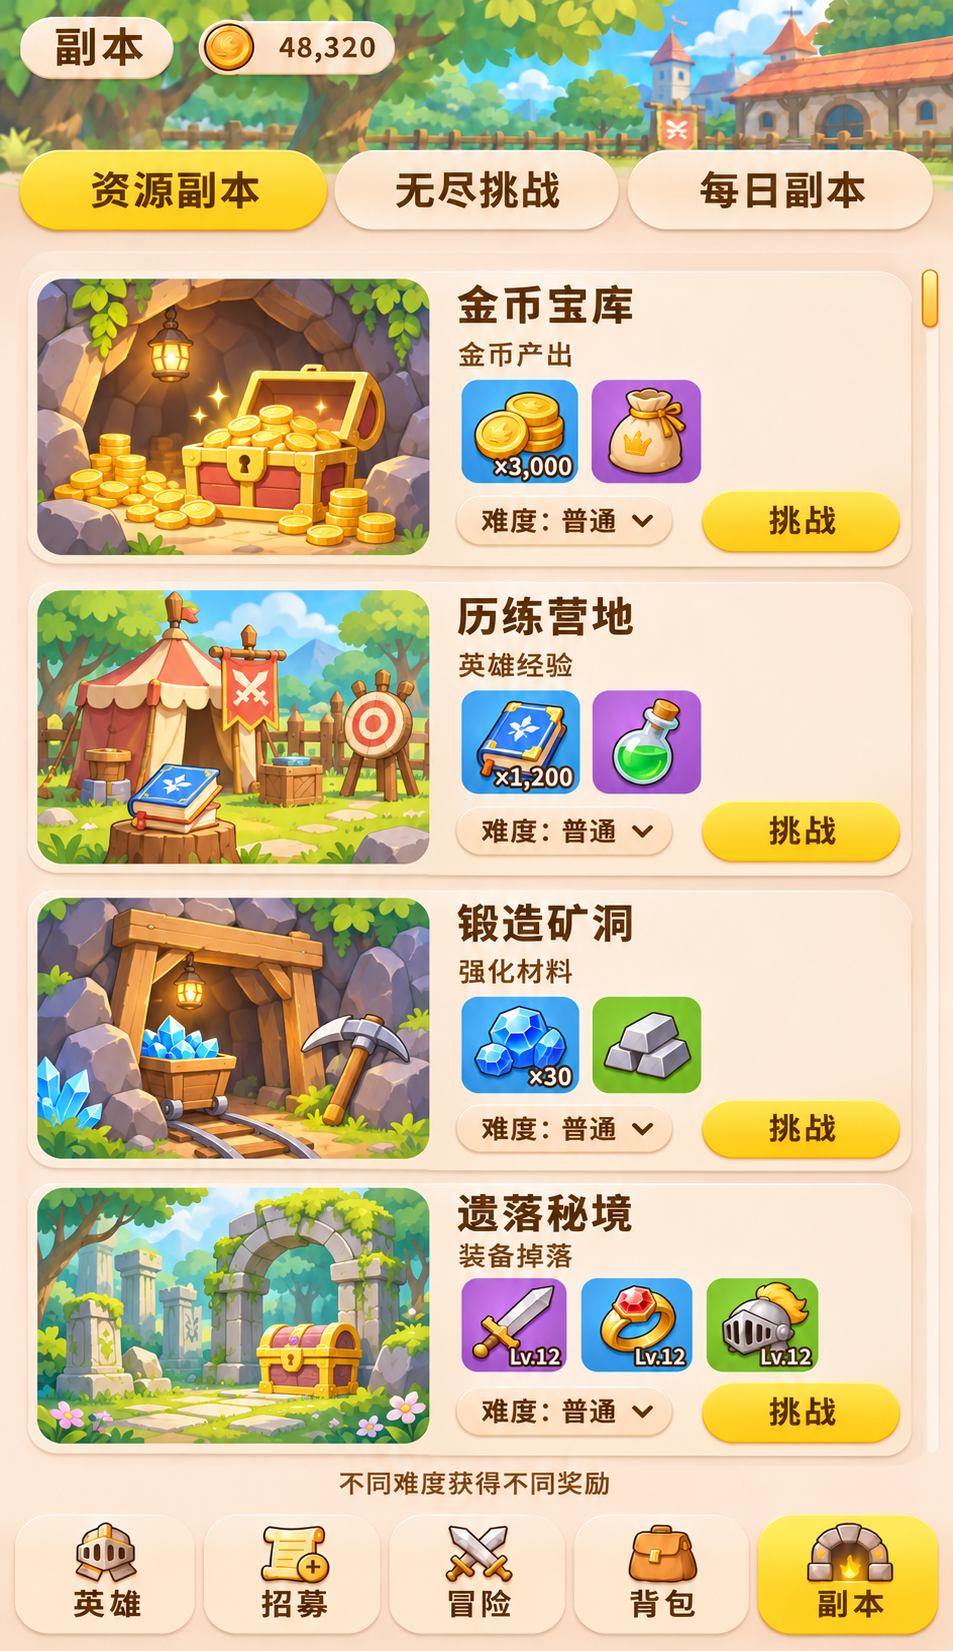 副本
48,320
资源副本
无尽挑战
每日副本
金币宝库
金币产出
×3,000
难度：普通
挑战
历练营地
英雄经验
×1,200
难度：普通
挑战
锻造矿洞
强化材料
×30
难度：普通
挑战
遗落秘境
装备掉落
Lv.12
Lv.12
Lv.12
难度：普通
挑战
不同难度获得不同奖励
英雄
招募
冒险
背包
副本